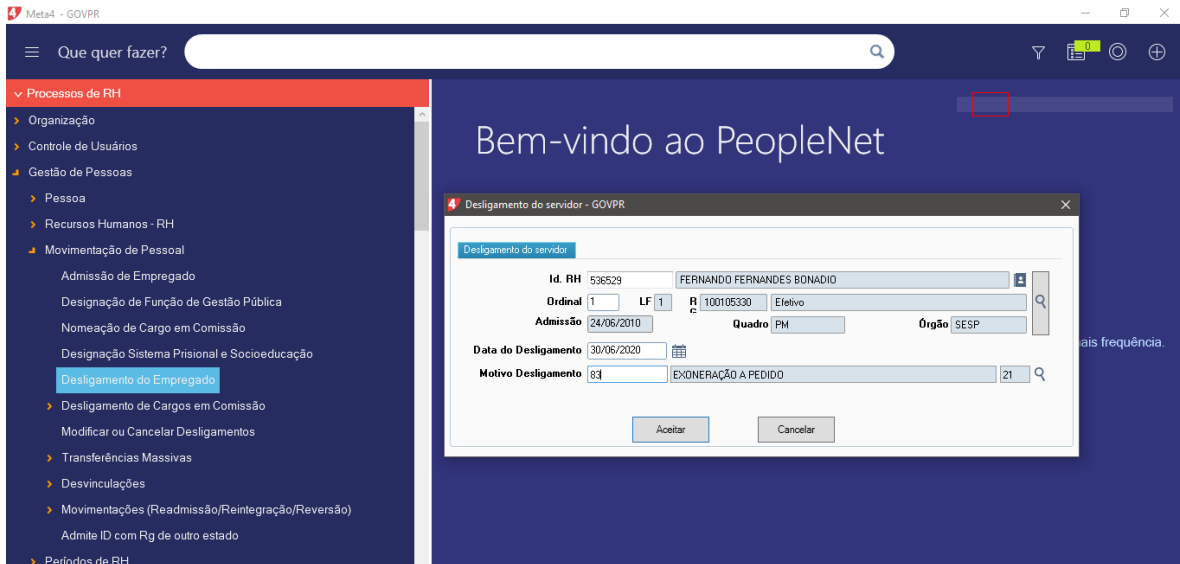 Meta4 - GOVPR
Que quer fazer?
0
Processos de RH
Organização
Controle de Usuários
Gestão de Pessoas
Pessoa
Recursos Humanos - RH
Movimentação de Pessoal
Admissão de Empregado
Designação de Função de Gestão Pública
Nomeação de Cargo em Comissão
Designação Sistema Prisional e Socioeducação
Desligamento do Empregado
Desligamento de Cargos em Comissão
Modificar ou Cancelar Desligamentos
Transferências Massivas
Desvinculações
Movimentações (Readmissão/Reintegração/Reversão)
Admite ID com Rg de outro estado
Períodos de RH
Bem-vindo ao PeopleNet
ais frequência.
4 Desligamento do servidor - GOVPR
Desligamento do servidor
Id. RH 536529 FERNANDO FERNANDES BONADIO
Ordinal 1 LF 1 R 100105330 Efetivo
Admissão 24/06/2010 Quadro PM Órgão SESP
Data do Desligamento 30/06/2020
Motivo Desligamento 83 EXONERAÇÃO A PEDIDO 21
Aceitar Cancelar